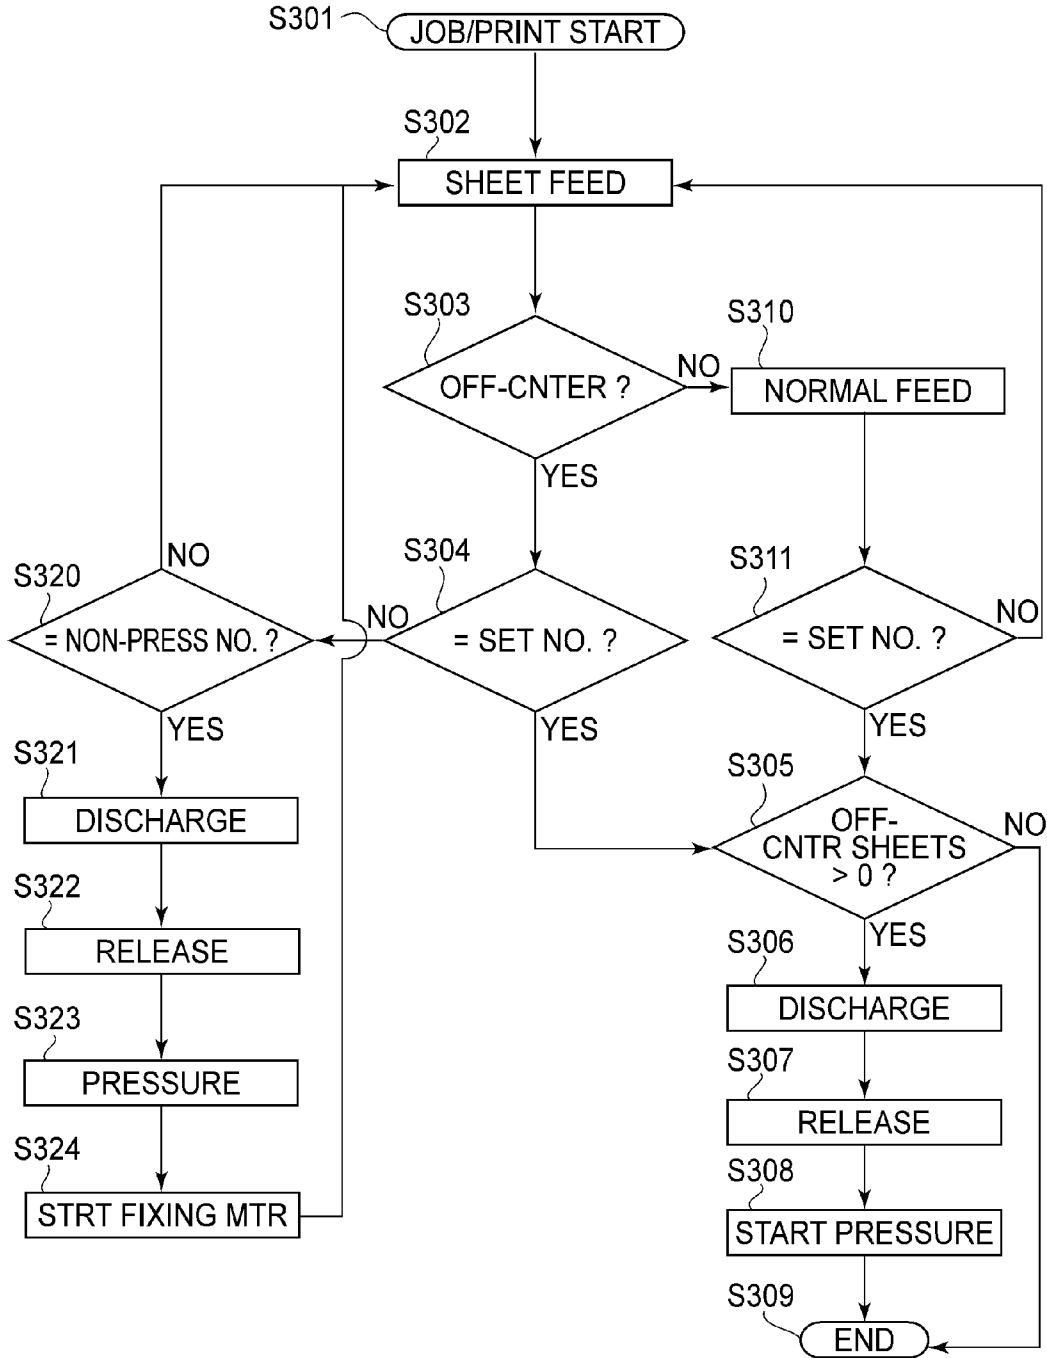 S301
JOB/PRINT START
S302
SHEET FEED
S303
OFF-CNTER ?
NO
YES
S310
NORMAL FEED
S320
= NON-PRESS NO. ?
NO
YES
S304
= SET NO. ?
NO
YES
S311
= SET NO. ?
NO
YES
S321
DISCHARGE
S322
RELEASE
S323
PRESSURE
S324
STRT FIXING MTR
S305
OFF-
CNTR SHEETS
> 0 ?
NO
YES
S306
DISCHARGE
S307
RELEASE
S308
START PRESSURE
S309
END